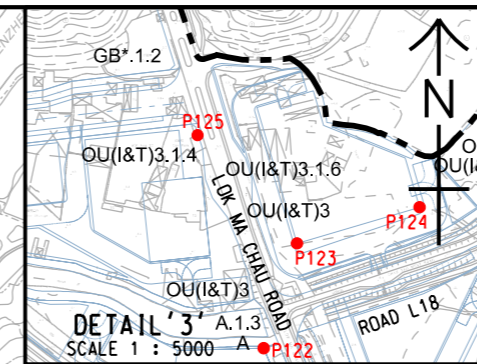 GB*.1.2
P125
OU(I&T)3.1.4
OU(I&T)3.1.6
OU(I&T)3
LOK MA CHAU ROAD
N
P124
P123
OU(I&T)3
A.1.3
A
P122
ROAD L18
DETAIL '3'
SCALE 1 : 5000